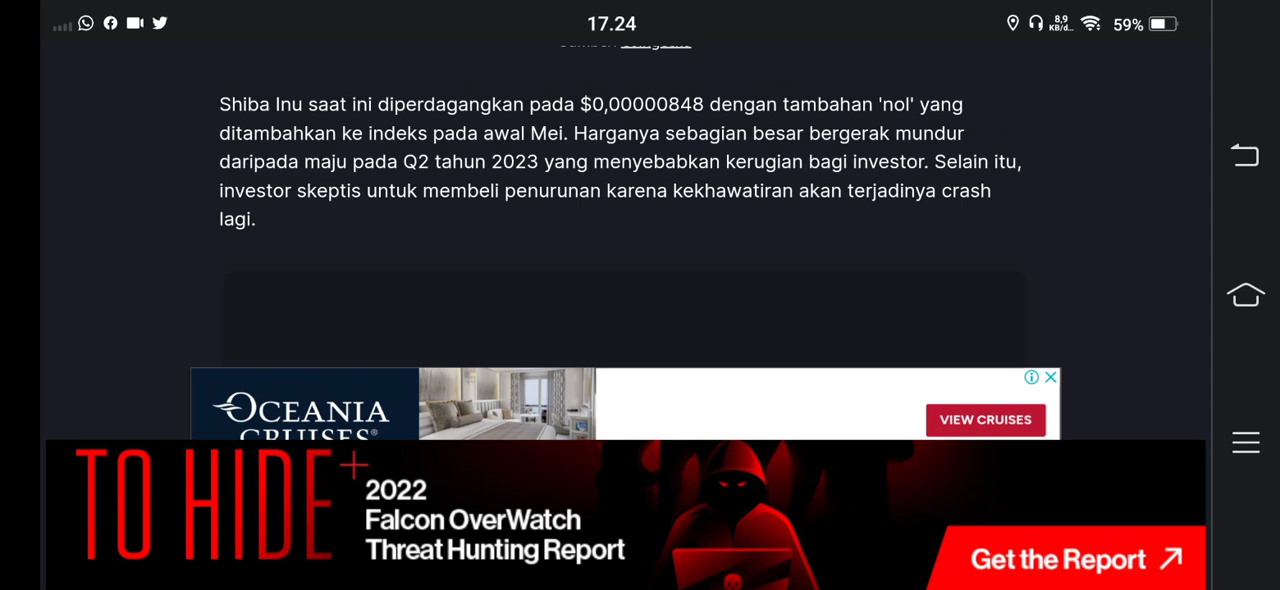 17.24
8,9
KB/d...
59%
Shiba Inu saat ini diperdagangkan pada $0,00000848 dengan tambahan 'nol' yang
ditambahkan ke indeks pada awal Mei. Harganya sebagian besar bergerak mundur
daripada maju pada Q2 tahun 2023 yang menyebabkan kerugian bagi investor. Selain itu,
investor skeptis untuk membeli penurunan karena kekhawatiran akan terjadinya crash
lagi.
OCEANIA
CRUISES®
VIEW CRUISES
TO HIDE
2022
Falcon OverWatch
Threat Hunting Report
Get the Report